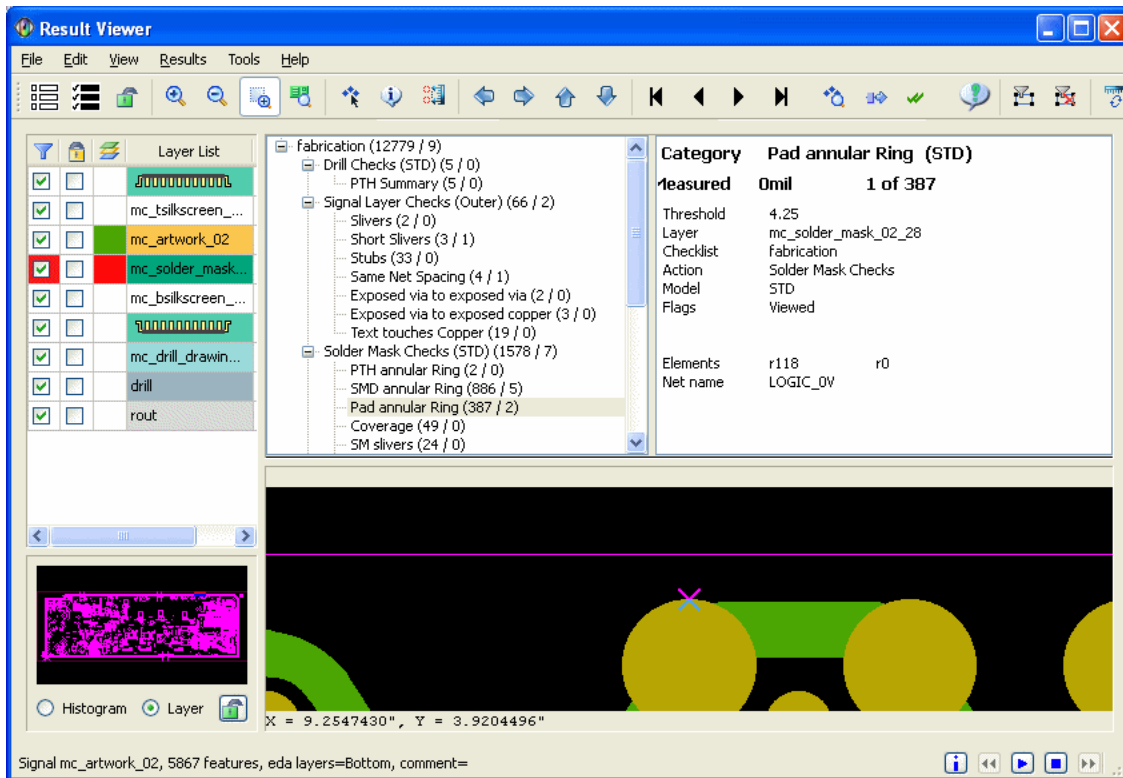 Result Viewer
File Edit View Results Tools Help
Layer List
mc_tsilkscreen_...
mc_artwork_02
mc_solder_mask...
mc_bsilkscreen_...
mc_drill_drawin...
drill
rout
fabrication (12779 / 9)
Drill Checks (STD) (5 / 0)
PTH Summary (5 / 0)
Signal Layer Checks (Outer) (66 / 2)
Slivers (2 / 0)
Short Slivers (3 / 1)
Stubs (33 / 0)
Same Net Spacing (4 / 1)
Exposed via to exposed via (2 / 0)
Exposed via to exposed copper (3 / 0)
Text touches Copper (19 / 0)
Solder Mask Checks (STD) (1578 / 7)
PTH annular Ring (2 / 0)
SMD annular Ring (886 / 5)
Pad annular Ring (387 / 2)
Coverage (49 / 0)
SM slivers (24 / 0)
Category Pad annular Ring (STD)
Measured 0mil 1 of 387
Threshold 4.25
Layer mc_solder_mask_02_28
Checklist fabrication
Action Solder Mask Checks
Model STD
Flags Viewed
Elements r118 r0
Net name LOGIC_0V
Histogram Layer
X = 9.2547430", Y = 3.9204496"
Signal mc_artwork_02, 5867 features, eda layers=Bottom, comment=